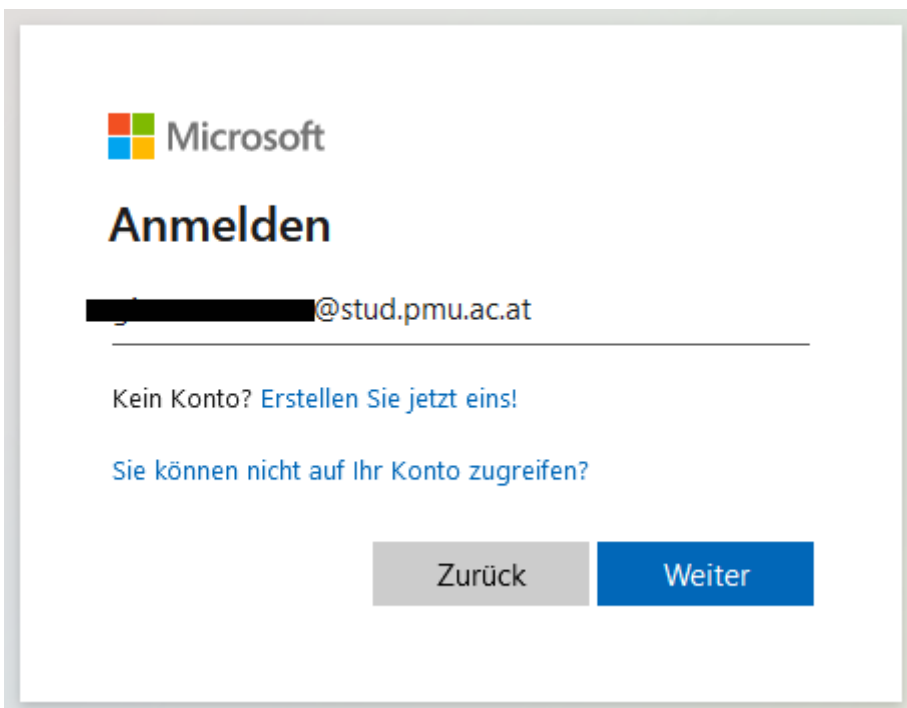 Microsoft
Anmelden
@stud.pmu.ac.at
Kein Konto? Erstellen Sie jetzt eins!
Sie können nicht auf Ihr Konto zugreifen?
Zurück
Weiter